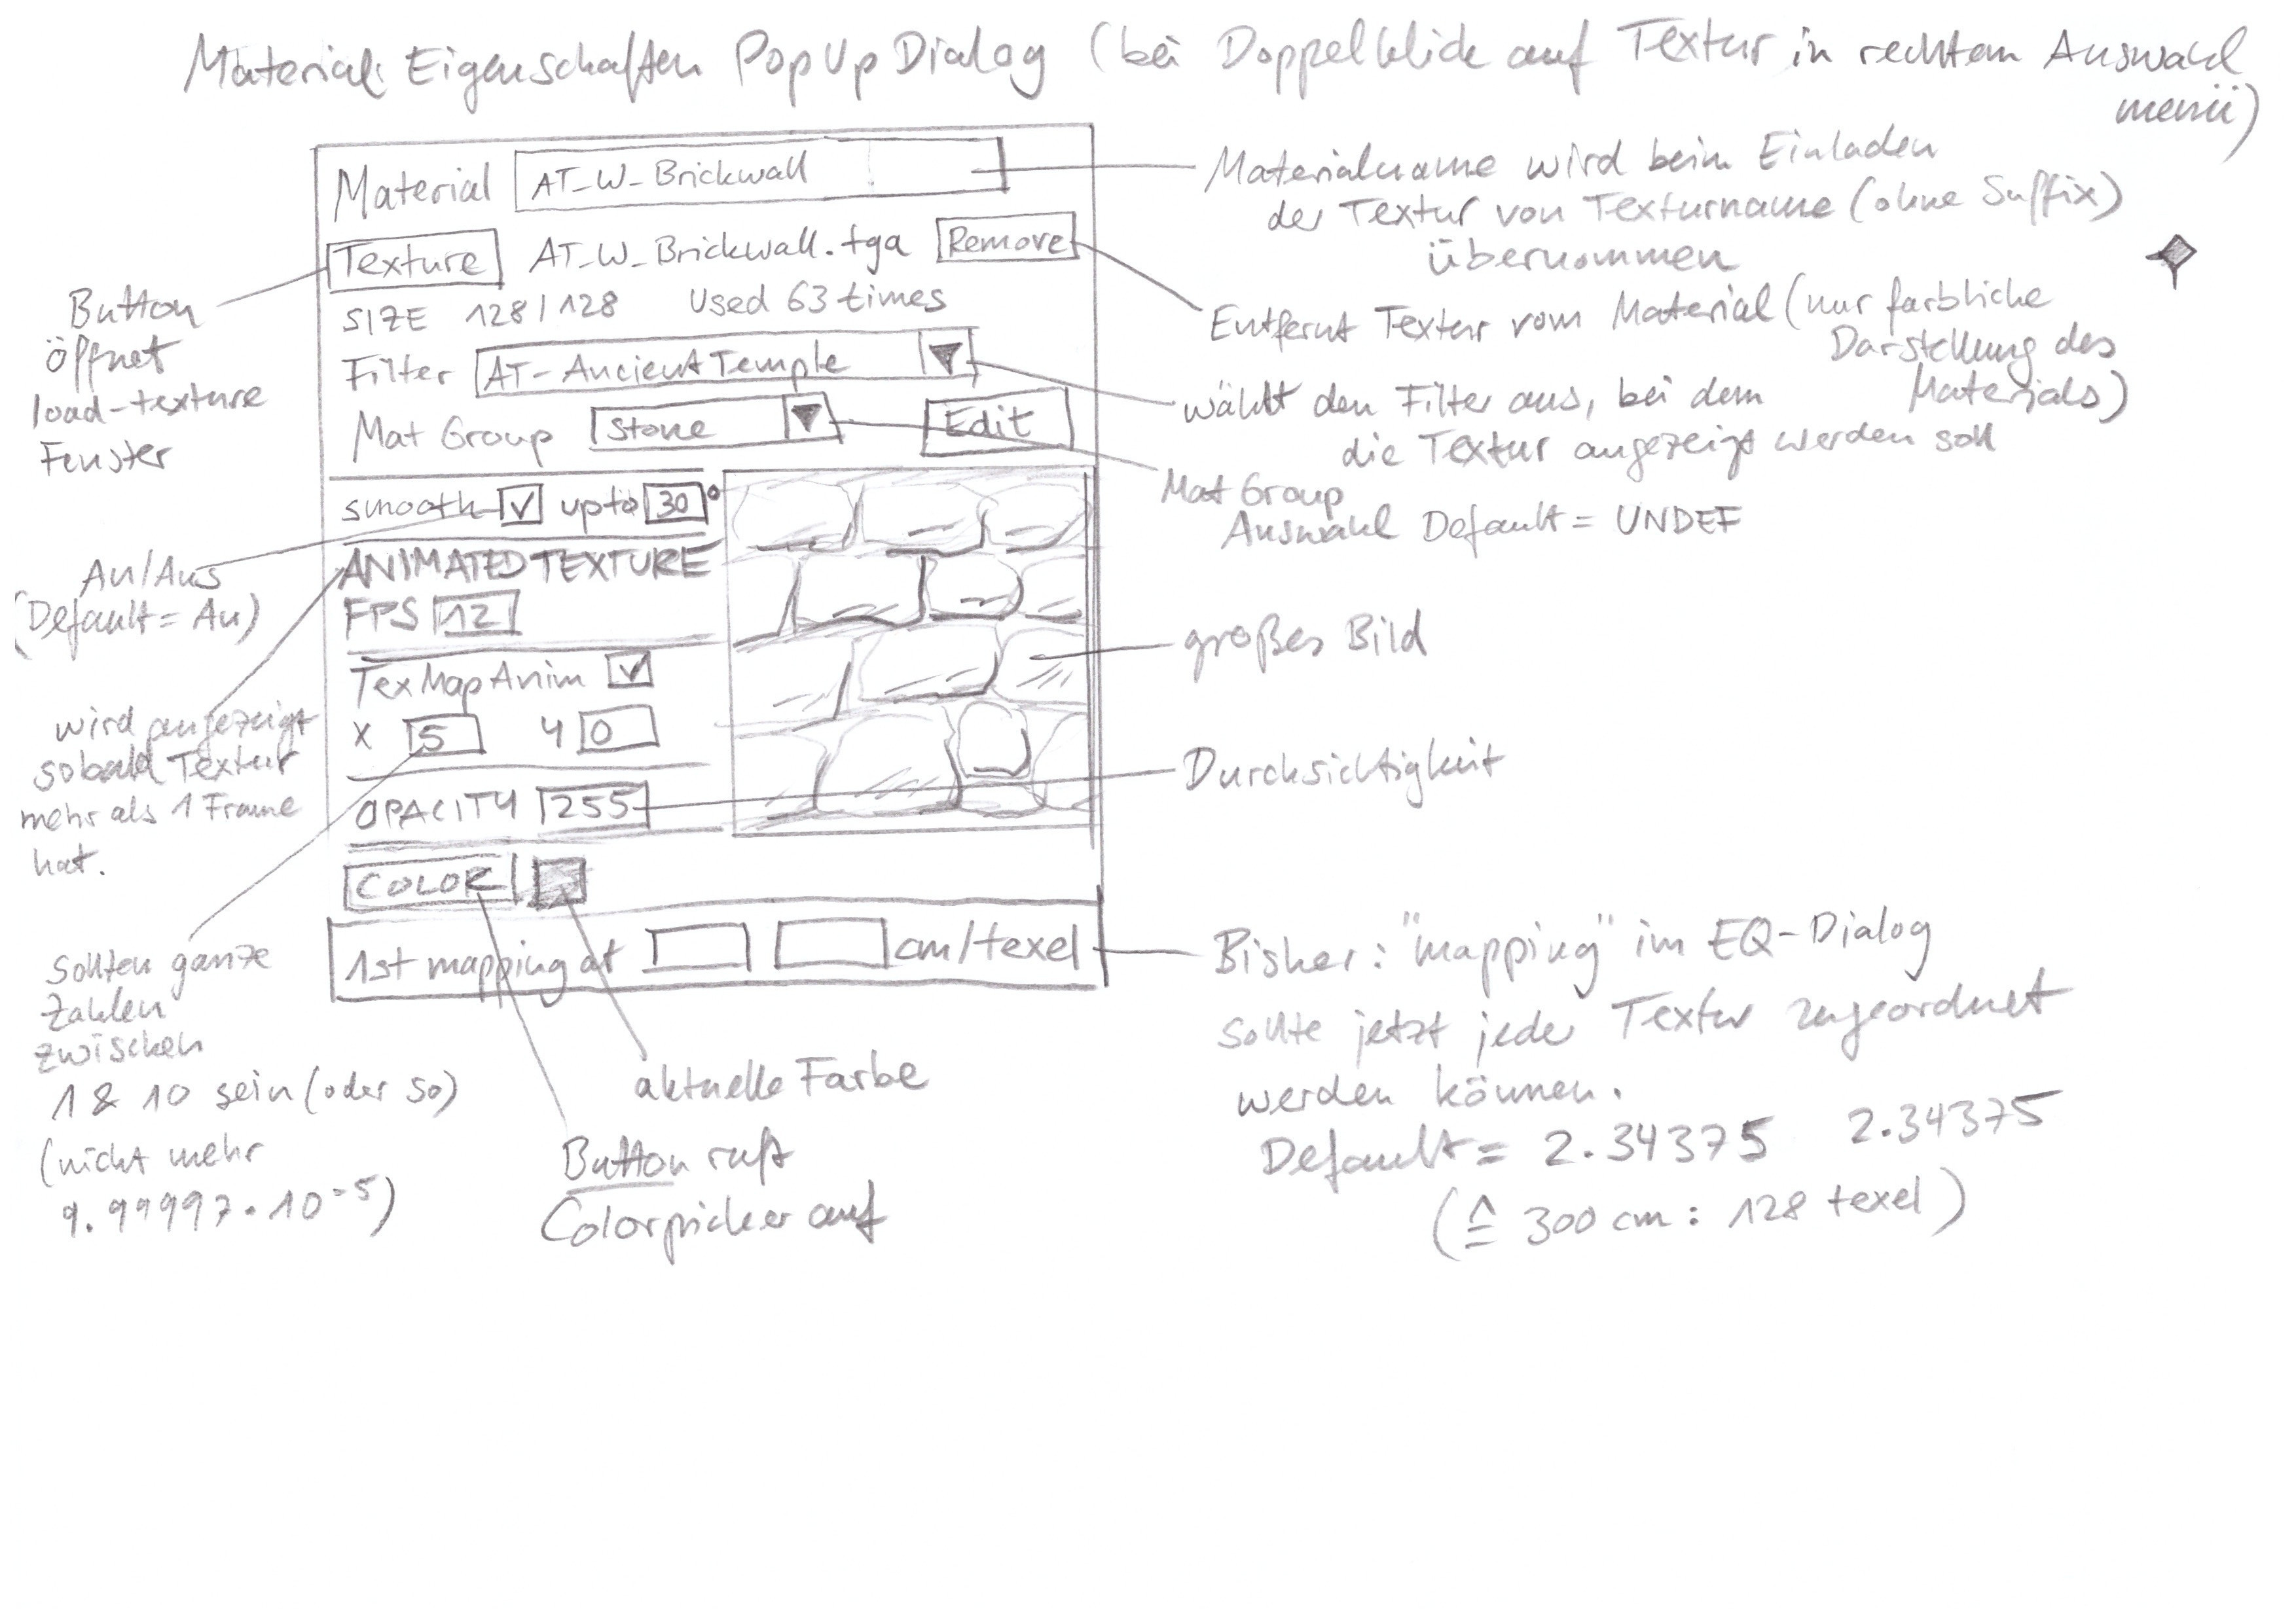 Material: Eigenschaften PopUp Dialog (bei Doppelklick auf Textur in rechtem Auswahl
menü)
Material AT_W_Brickwall
Texture AT_W_Brickwall.tga Remove
SIZE 128/128 Used 63 times
Filter AT-Ancient Temple
Mat Group Stone Edit
smooth up to 30°
ANIMATED TEXTURE
FPS 12
TexMapAnim
X 5 Y 0
OPACITY 255
COLOR
1st mapping at cm/texel
Button
öffnet
load-texture
Fenster
An/Aus
(Default = An)
wird angezeigt
sobald Textur
mehr als 1 Frame
hat.
Sollten ganze
Zahlen
zwischen
1 & 10 sein (oder so)
(nicht mehr
9.99997·10⁻⁵)
aktuelle Farbe
Button ruft
Colorpicker auf
Materialname wird beim Einladen
der Textur von Texturname (ohne Suffix)
übernommen
Entfernt Textur vom Material (nur farbliche
Darstellung des
Materials)
wählt den Filter aus, bei dem
die Textur angezeigt werden soll
Mat Group
Auswahl Default = UNDEF
großes Bild
Durchsichtigkeit
Bisher: "mapping" im EQ-Dialog
sollte jetzt jeder Textur zugeordnet
werden können.
Default = 2.34375 2.34375
(≙ 300 cm : 128 texel)